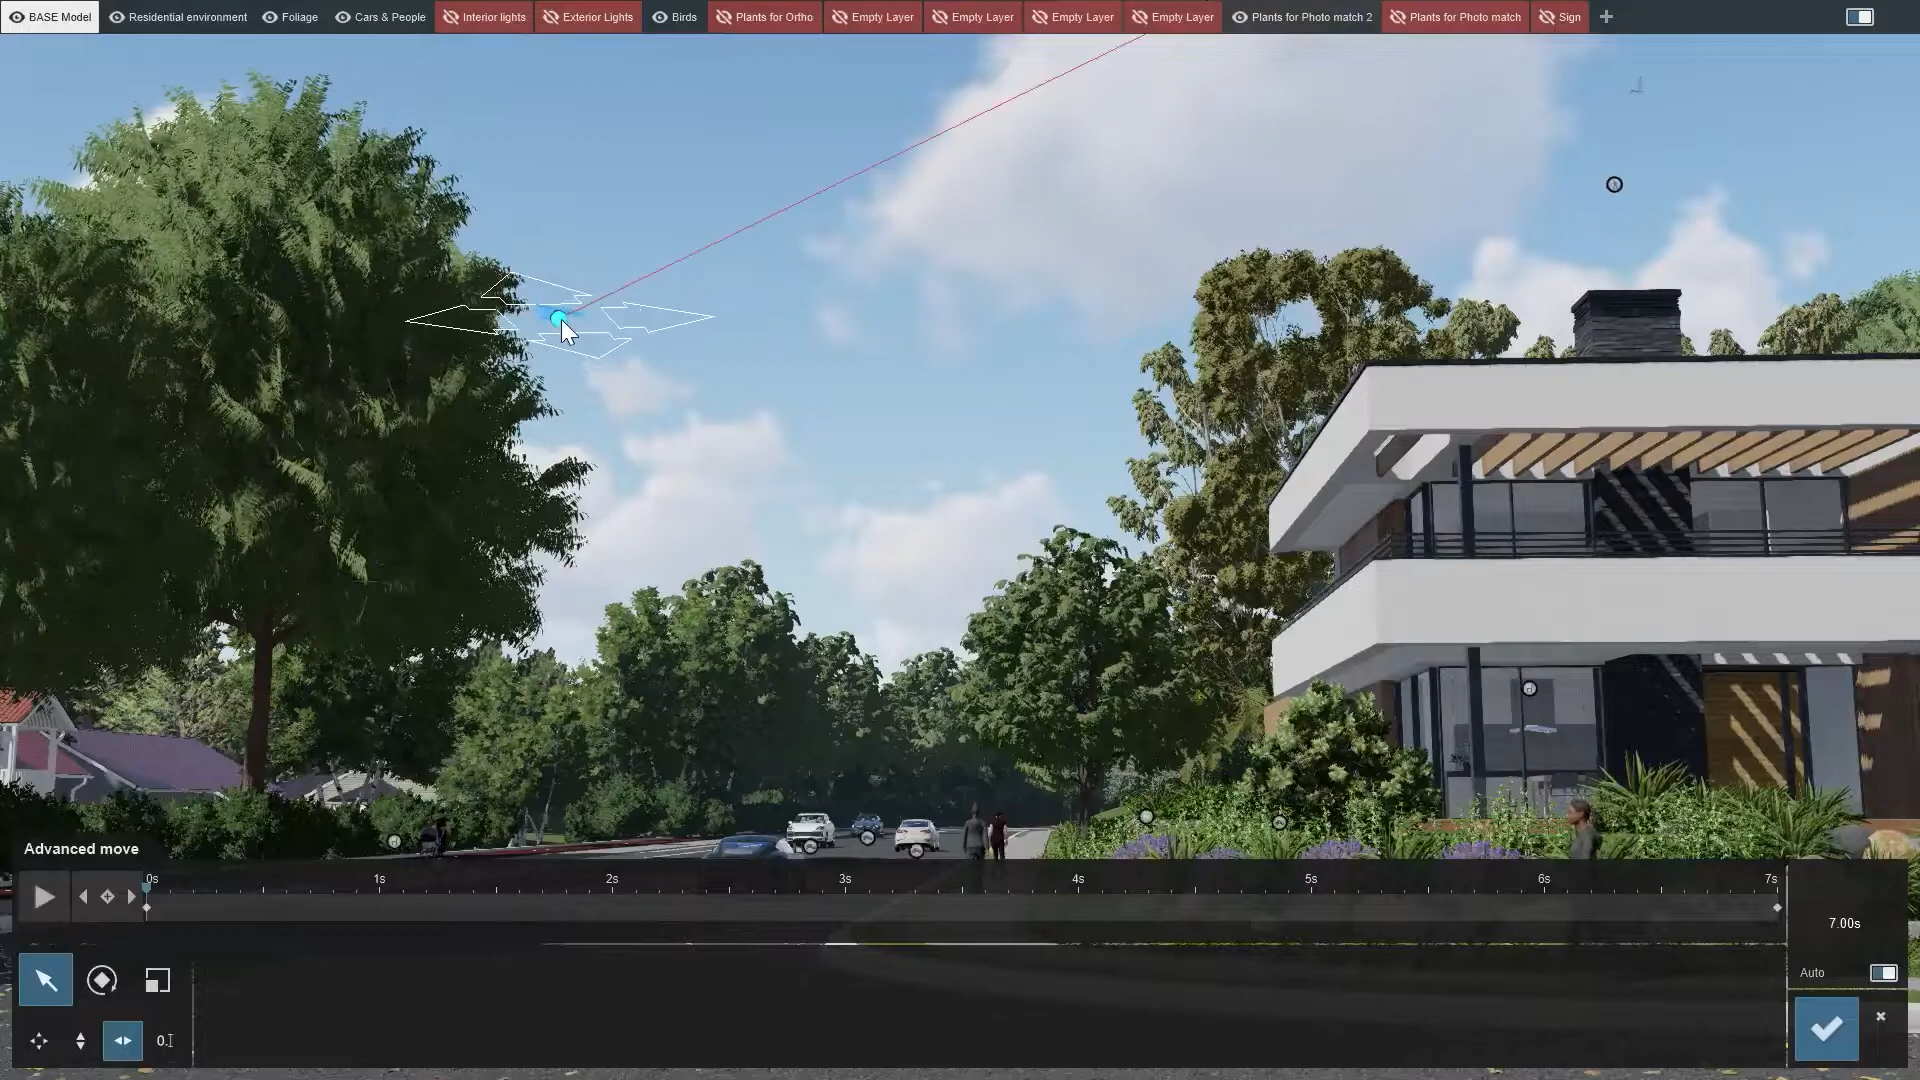 BASE Model Residential environment Foliage Cars & People Interior lights Exterior Lights Birds Plants for Ortho Empty Layer Empty Layer Empty Layer Empty Layer Plants for Photo match 2 Plants for Photo match Sign
Advanced move
0s 1s 2s 3s 4s 5s 6s 7s
7.00s
Auto
0.